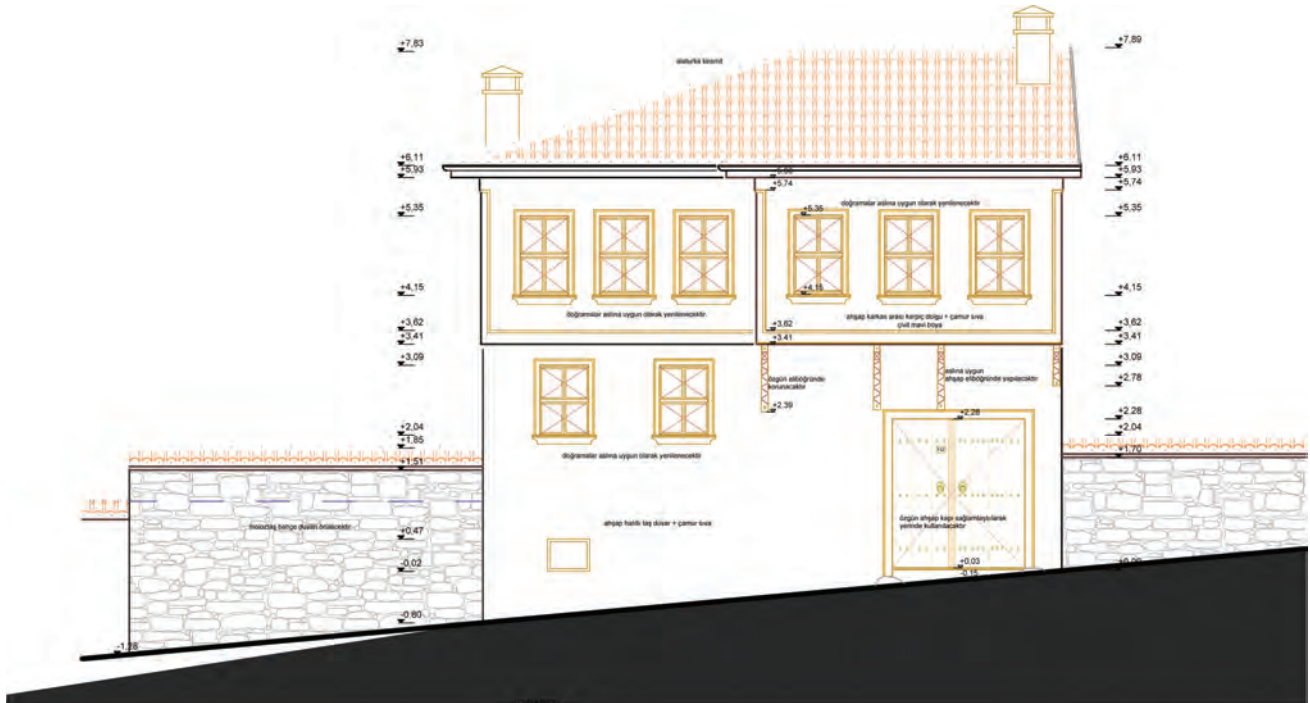 +7,83
+7,89
alaturka kiremit
+6,11
+5,93
+5,35
+4,15
+3,62
+3,41
+3,09
+2,04
+1,85
+1,51
+0,47
-0,02
-0,80
-1,28
+5.74
doğramalar aslına uygun olarak yenilenecektir
+5,35
+4,15
doğramalar aslına uygun olarak yenilenecektir
ahşap karkas arası kerpiç dolgu + çamur sıva
çivit mavi boya
+3,62
+3.41
özgün eliböğründe
korunacaktır
+2.39
aslına uygun
ahşap eliböğründe yapılacaktır
+2,28
doğramalar aslına uygun olarak yenilenecektir
moloztaş bahçe duvarı örülecektir
ahşap hatıllı taş duvar + çamur sıva
özgün ahşap kapı sağlamlaştırılarak
yerinde kullanılacaktır
+0,03
-0,15
+6,11
+5,93
+5,74
+5,35
+4,15
+3,62
+3,41
+3,09
+2,78
+2,28
+2,04
+1,70